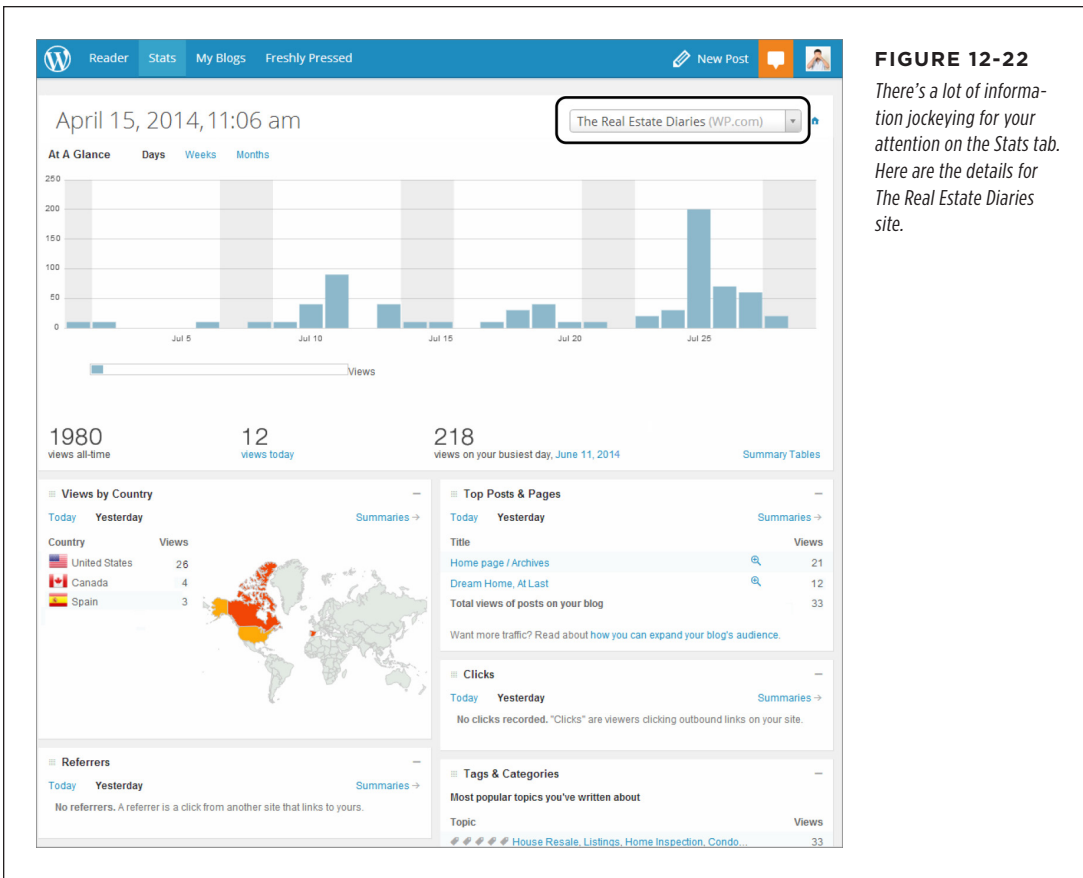 Reader Stats My Blogs Freshly Pressed New Post
April 15, 2014, 11:06 am
The Real Estate Diaries (WP.com)
At A Glance Days Weeks Months
250
200
150
100
50
0
Jul 5 Jul 10 Jul 15 Jul 20 Jul 25
Views
1980 12 218
views all-time views today views on your busiest day, June 11, 2014 Summary Tables
Views by Country
Today Yesterday Summaries →
Country Views
United States 26
Canada 4
Spain 3
Referrers
Today Yesterday Summaries →
No referrers. A referrer is a click from another site that links to yours.
Top Posts & Pages
Today Yesterday Summaries →
Title Views
Home page / Archives 21
Dream Home, At Last 12
Total views of posts on your blog 33
Want more traffic? Read about how you can expand your blog's audience.
Clicks
Today Yesterday Summaries →
No clicks recorded. "Clicks" are viewers clicking outbound links on your site.
Tags & Categories
Most popular topics you've written about
Topic Views
House Resale, Listings, Home Inspection, Condo... 33
FIGURE 12-22
There's a lot of informa-
tion jockeying for your
attention on the Stats tab.
Here are the details for
The Real Estate Diaries
site.